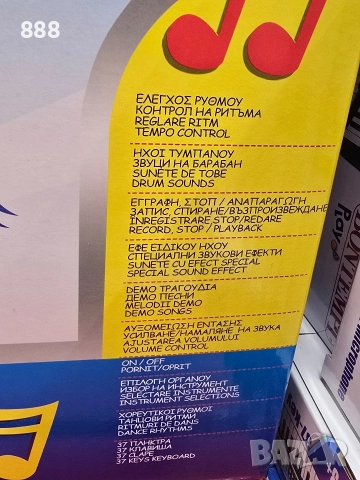 888
ΕΛΕΓΧΟΣ ΡΥΘΜΟΥ
КОНТРОЛ НА РИТЪМА
REGLARE RITM
TEMPO CONTROL
ΗΧΟΙ ΤΥΜΠΑΝΟΥ
ЗВУЦИ НА БАРАБАН
SUNETE DE TOBE
DRUM SOUNDS
ΕΓΓΡΑΦΗ, ΣΤΟΠ / ΑΝΑΠΑΡΑΓΩΓΗ
ЗАПИС, СПИРАНЕ/ВЪЗПРОИЗВЕЖДАНЕ
INREGISTRARE STOP/REDARE
RECORD, STOP / PLAYBACK
ΕΦΕ ΕΙΔΙΚΟΥ ΗΧΟΥ
СПЕЦИАЛНИ ЗВУКОВИ ЕФЕКТИ
SUNETE CU EFECT SPECIAL
SPECIAL SOUND EFFECT
DEMO ΤΡΑΓΟΥΔΙΑ
ДЕМО ПЕСНИ
MELODII DEMO
DEMO SONGS
ΑΥΞΟΜΕΙΩΣΗ ΕΝΤΑΣΗΣ
УСИЛВАНЕ/НАМАЛЯНЕ НА ЗВУКА
AJUSTAREA VOLUMULUI
VOLUME CONTROL
ON / OFF
PORNIT/OPRIT
ΕΠΙΛΟΓΗ ΟΡΓΑΝΟΥ
ИЗБОР НА ИНСТРУМЕНТ
SELECTARE INSTRUMENTE
INSTRUMENT SELECTIONS
ΧΟΡΕΥΤΙΚΟΙ ΡΥΘΜΟΙ
ТАНЦОВИ РИТМИ
RITMURI DE DANS
DANCE RHYTHMS
37 ΠΛΗΚΤΡΑ
37 КЛАВИША
37 CLAPE
37 KEYS KEYBOARD